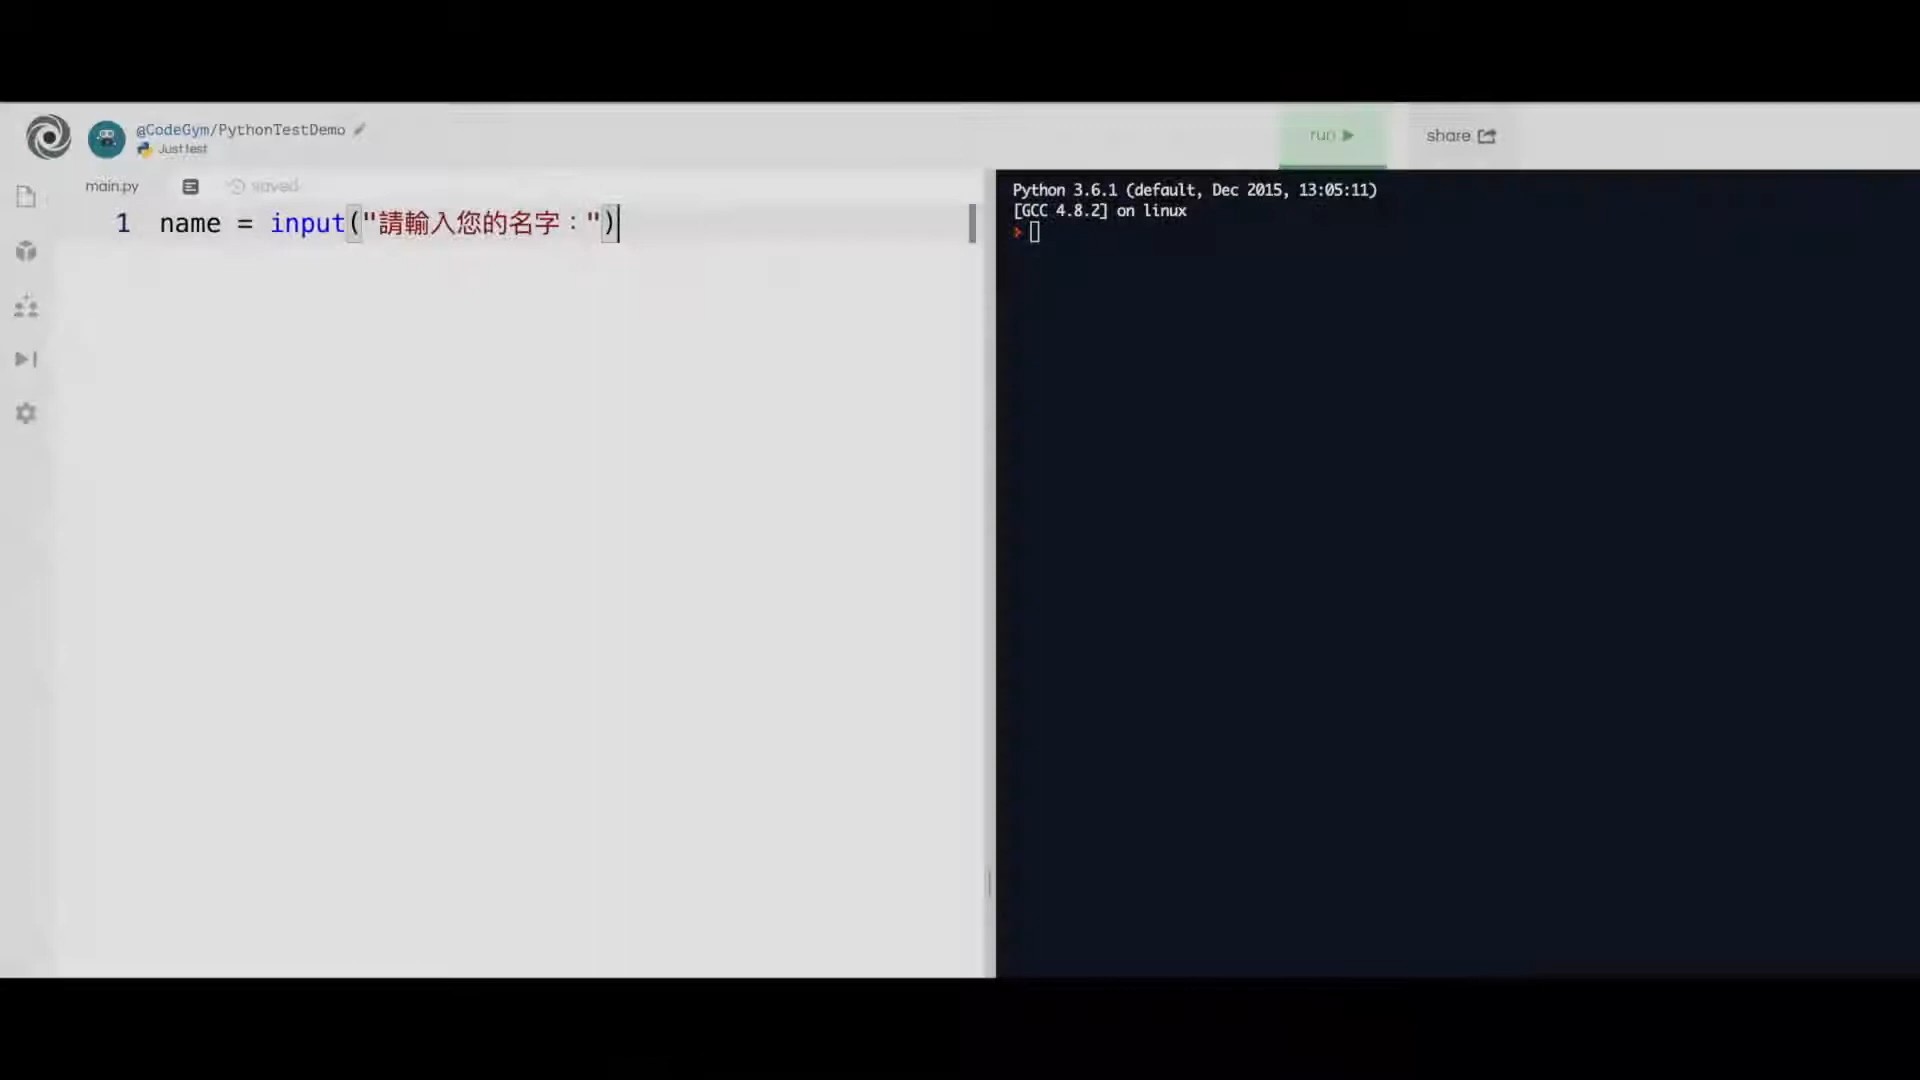 @CodeGym/PythonTestDemo
Just test
run
share
main.py
saved
1 name = input("請輸入您的名字：")
Python 3.6.1 (default, Dec 2015, 13:05:11)
[GCC 4.8.2] on linux